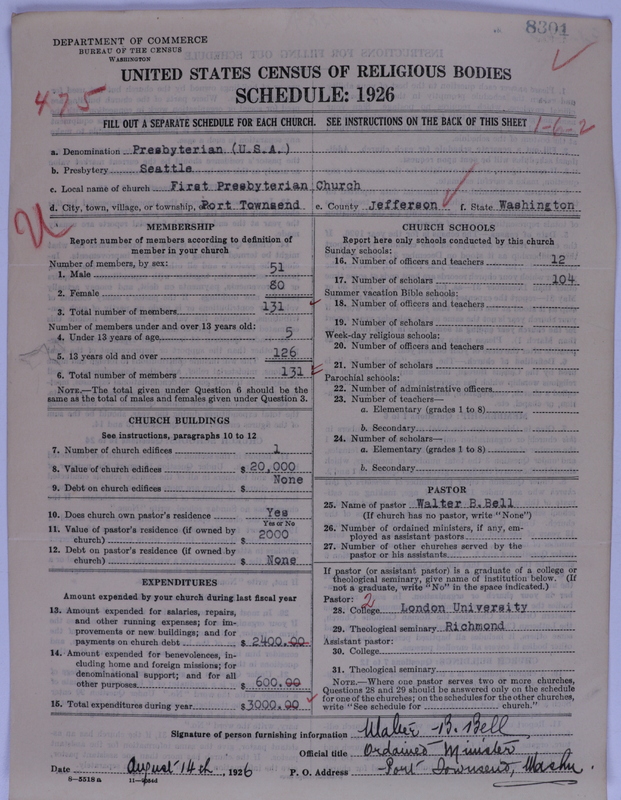 8304
DEPARTMENT OF COMMERCE
BUREAU OF THE CENSUS
WASHINGTON
UNITED STATES CENSUS OF RELIGIOUS BODIES
475
SCHEDULE: 1926
FILL OUT A SEPARATE SCHEDULE FOR EACH CHURCH. SEE INSTRUCTIONS ON THE BACK OF THIS SHEET
1-6-2
a. Denomination Presbyterian (U.S.A.)
b. Presbytery Seattle
c. Local name of church First Presbyterian Church
d. City, town, village, or township, Port Townsend e. County Jefferson f. State Washington
MEMBERSHIP
Report number of members according to definition of
member in your church
Number of members, by sex:
1. Male 51
2. Female 80
3. Total number of members 131
Number of members under and over 13 years old:
4. Under 13 years of age 5
5. 13 years old and over 126
6. Total number of members 131
NOTE.—The total given under Question 6 should be the
same as the total of males and females given under Question 3.
CHURCH BUILDINGS
See instructions, paragraphs 10 to 12
7. Number of church edifices 1
8. Value of church edifices $ 20,000
9. Debt on church edifices $ None
10. Does church own pastor's residence Yes
Yes or No
11. Value of pastor's residence (if owned by
church) $ 2000
12. Debt on pastor's residence (if owned by
church) $ None
EXPENDITURES
Amount expended by your church during last fiscal year
13. Amount expended for salaries, repairs,
and other running expenses; for im-
provements or new buildings; and for
payments on church debt $ 2400.00
14. Amount expended for benevolences, in-
cluding home and foreign missions; for
denominational support; and for all
other purposes $ 600.00
15. Total expenditures during year $ 3000.00
CHURCH SCHOOLS
Report here only schools conducted by this church
Sunday schools:
16. Number of officers and teachers 12
17. Number of scholars 104
Summer vacation Bible schools:
18. Number of officers and teachers
19. Number of scholars
Week-day religious schools:
20. Number of officers and teachers
21. Number of scholars
Parochial schools:
22. Number of administrative officers
23. Number of teachers—
a. Elementary (grades 1 to 8)
b. Secondary
24. Number of scholars—
a. Elementary (grades 1 to 8)
b. Secondary
PASTOR
25. Name of pastor Walter B. Bell
(If church has no pastor, write "None")
26. Number of ordained ministers, if any, em-
ployed as assistant pastors
27. Number of other churches served by the
pastor or his assistants
If pastor (or assistant pastor) is a graduate of a college or
theological seminary, give name of institution below. (If
not a graduate, write "No" in the space indicated.)
Pastor: 2
28. College London University
29. Theological seminary Richmond
Assistant pastor:
30. College
31. Theological seminary
NOTE.—Where one pastor serves two or more churches,
Questions 28 and 29 should be answered only on the schedule
for one of the churches; on the schedules for the other churches,
write "See schedule for church."
Signature of person furnishing information Walter B. Bell
Official title Ordained Minister
Date August 14th, 1926 P. O. Address Port Townsend, Washn.
8—5518 a